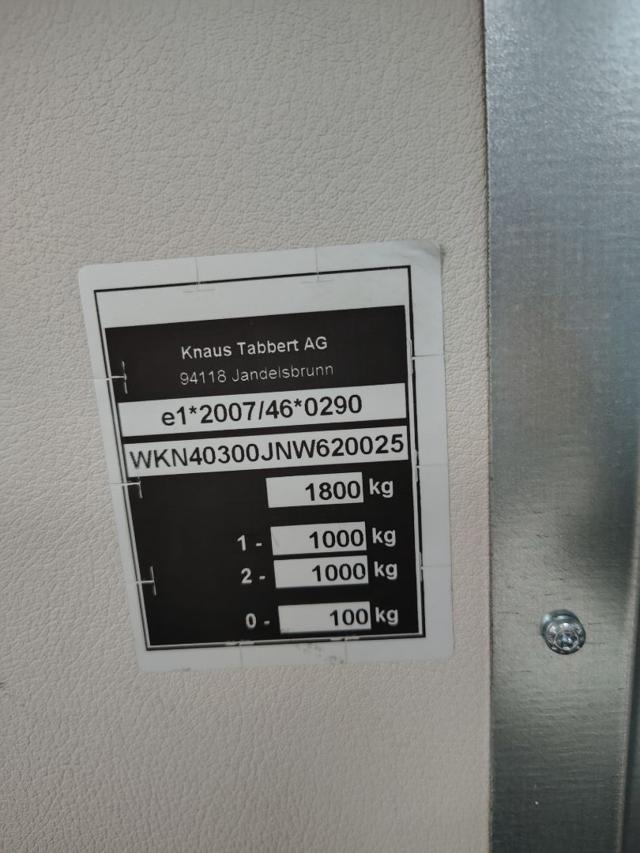 Knaus Tabbert AG
94118 Jandelsbrunn
e1*2007/46*0290
WKN40300JNW620025
1800 kg
1 - 1000 kg
2 - 1000 kg
0 - 100 kg